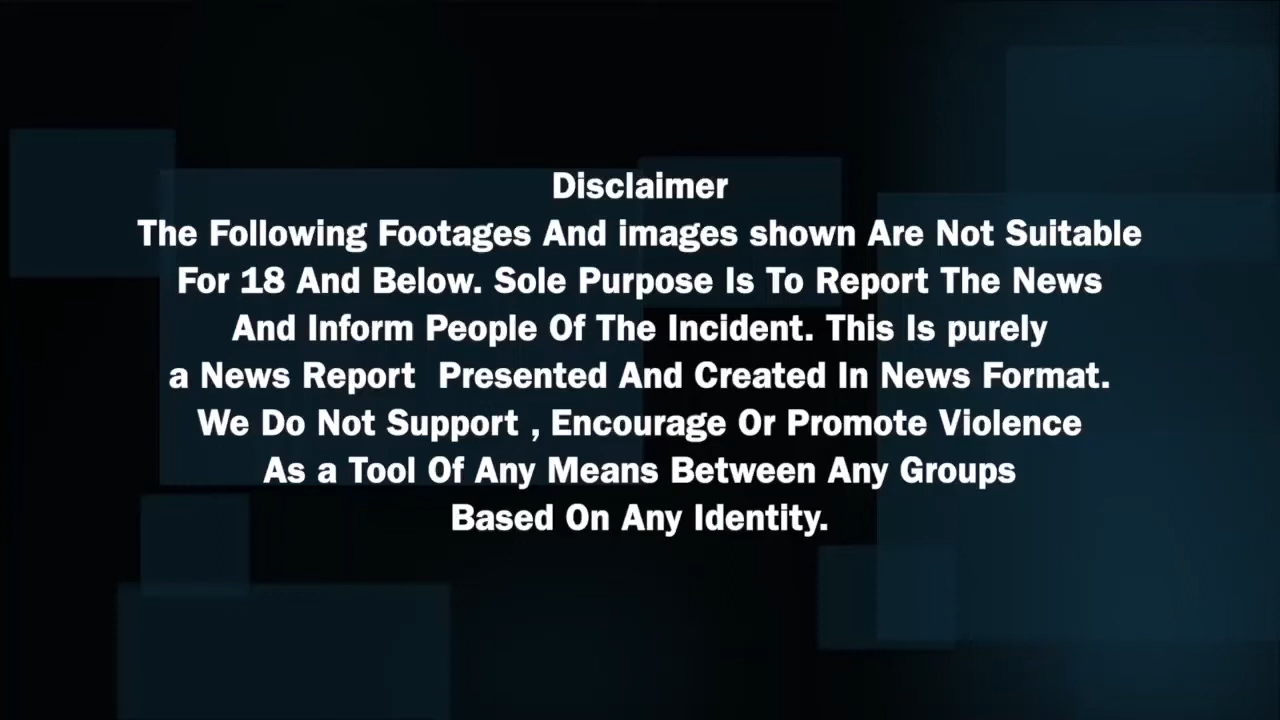 Disclaimer
The Following Footages And images shown Are Not Suitable
For 18 And Below. Sole Purpose Is To Report The News
And Inform People Of The Incident. This Is purely
a News Report  Presented And Created In News Format.
We Do Not Support , Encourage Or Promote Violence
As a Tool Of Any Means Between Any Groups
Based On Any Identity.